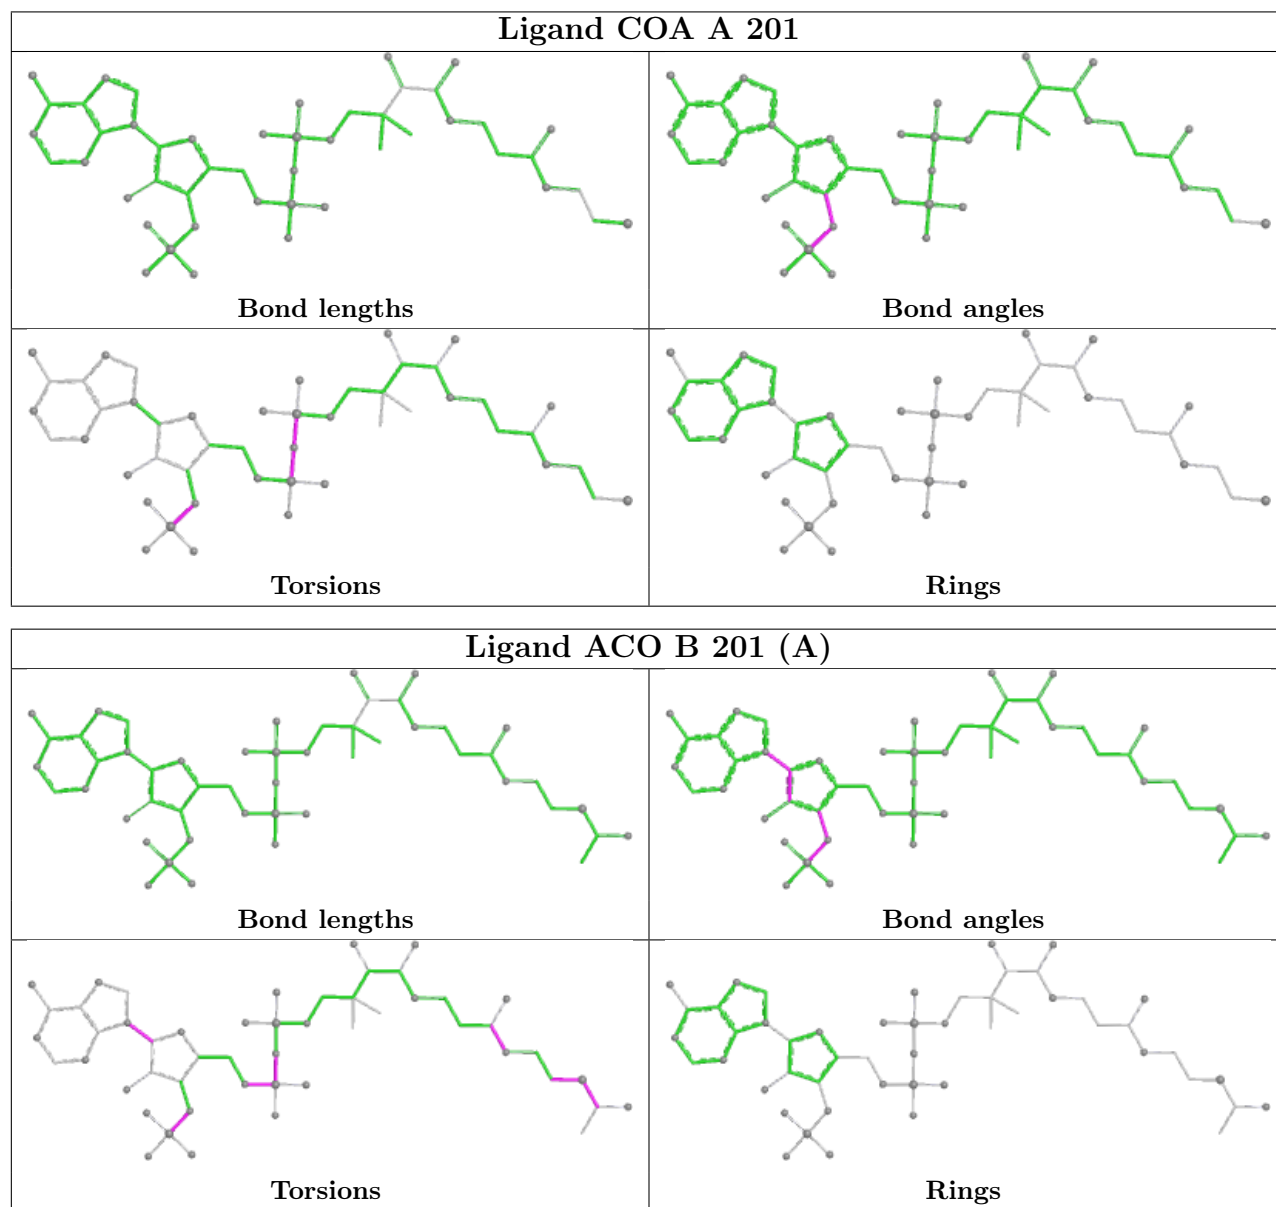 Ligand COA A 201
Bond lengths
Bond angles
Torsions
Rings
Ligand ACO B 201 (A)
Bond lengths
Bond angles
Torsions
Rings